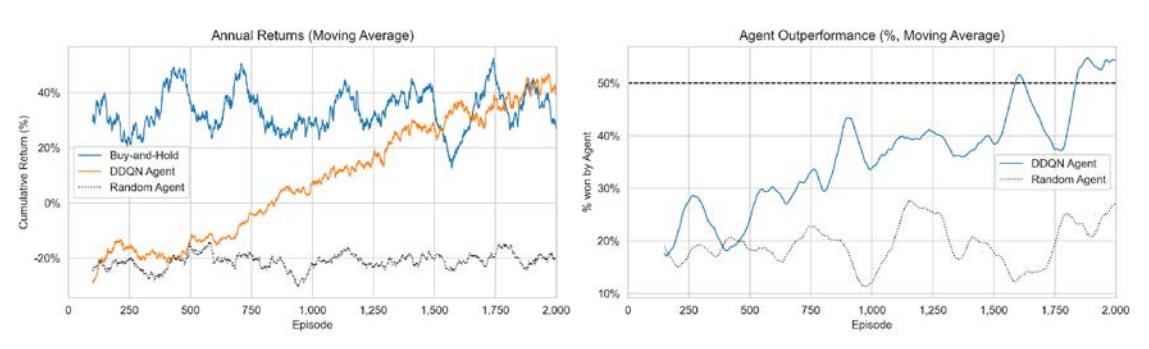 Annual Returns (Moving Average)
Cumulative Return (%)
40%
20%
0%
-20%
Buy-and-Hold
DDQN Agent
Random Agent
0 250 500 750 1,000 1,250 1,500 1,750 2,000
Episode
Agent Outperformance (%, Moving Average)
% won by Agent
50%
40%
30%
20%
10%
DDQN Agent
Random Agent
0 250 500 750 1,000 1,250 1,500 1,750 2,000
Episode